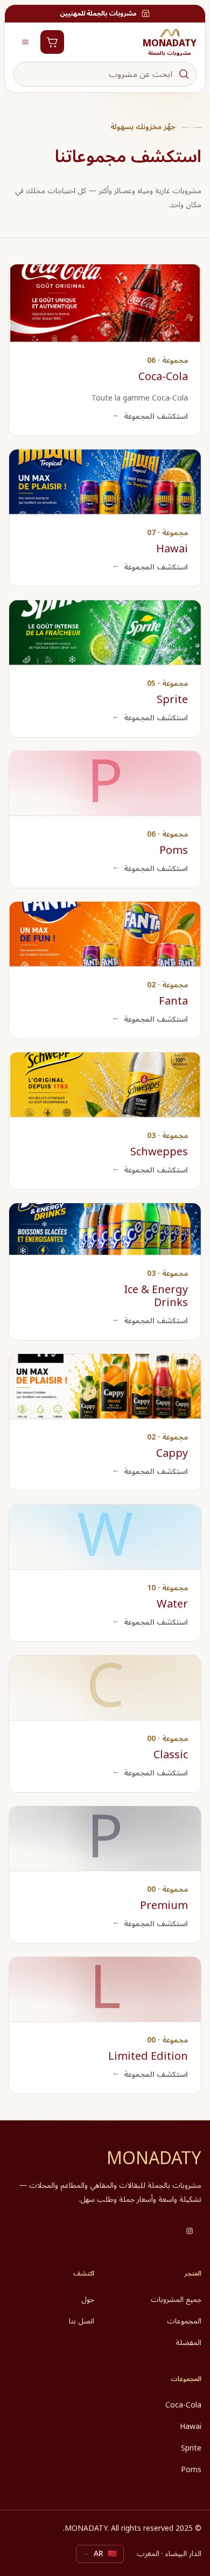 مشروبات بالجملة للمهنيين
MONADATY
مشروبات بالجملة
ابحث عن مشروب
جهّز مخزونك بسهولة
استكشف مجموعاتنا
مشروبات غازية ومياه وعصائر وأكثر — كل احتياجات محلك في
مكان واحد.
Coca-Cola
GOÛT ORIGINAL
LE GOÛT UNIQUE
ET AUTHENTIQUE
Coca-Cola
مجموعة · 06
Coca-Cola
Toute la gamme Coca-Cola
استكشف المجموعة ←
HAWAI
Tropical
UN MAX
DE PLAISIR !
مجموعة · 07
Hawai
استكشف المجموعة ←
Sprite
LE GOÛT INTENSE
DE LA FRAÎCHEUR
Sprite
مجموعة · 05
Sprite
استكشف المجموعة ←
P
مجموعة · 06
Poms
استكشف المجموعة ←
FANTA
UN MAX
DE FUN !
FANTA
مجموعة · 02
Fanta
استكشف المجموعة ←
SCHWEPPES
L'ORIGINAL
DEPUIS 1783
مجموعة · 03
Schweppes
استكشف المجموعة ←
ENERGY DRINKS
BOISSONS GLACÉES
ET ÉNERGISANTES
مجموعة · 03
Ice & Energy
Drinks
استكشف المجموعة ←
UN MAX
DE PLAISIR !
Cappy
مجموعة · 02
Cappy
استكشف المجموعة ←
W
مجموعة · 10
Water
استكشف المجموعة ←
C
مجموعة · 00
Classic
استكشف المجموعة ←
P
مجموعة · 00
Premium
استكشف المجموعة ←
L
مجموعة · 00
Limited Edition
استكشف المجموعة ←
MONADATY
مشروبات بالجملة للبقالات والمقاهي والمطاعم والمحلات —
تشكيلة واسعة وأسعار جملة وطلب سهل.
المتجر
جميع المشروبات
المجموعات
المفضلة
اكتشف
حول
اتصل بنا
المجموعات
Coca-Cola
Hawai
Sprite
Poms
© 2025 MONADATY. All rights reserved.
الدار البيضاء · المغرب
AR